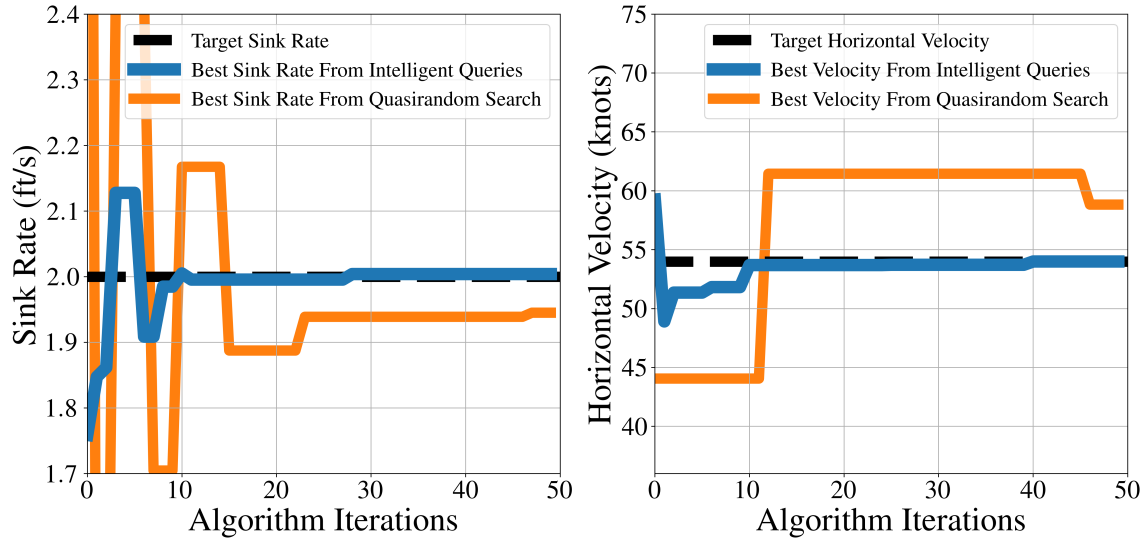 2.4
2.3
2.2
2.1
2.0
1.9
1.8
1.7
Sink Rate (ft/s)
Target Sink Rate
Best Sink Rate From Intelligent Queries
Best Sink Rate From Quasirandom Search
0 10 20 30 40 50
Algorithm Iterations
75
70
65
60
55
50
45
40
Horizontal Velocity (knots)
Target Horizontal Velocity
Best Velocity From Intelligent Queries
Best Velocity From Quasirandom Search
0 10 20 30 40 50
Algorithm Iterations